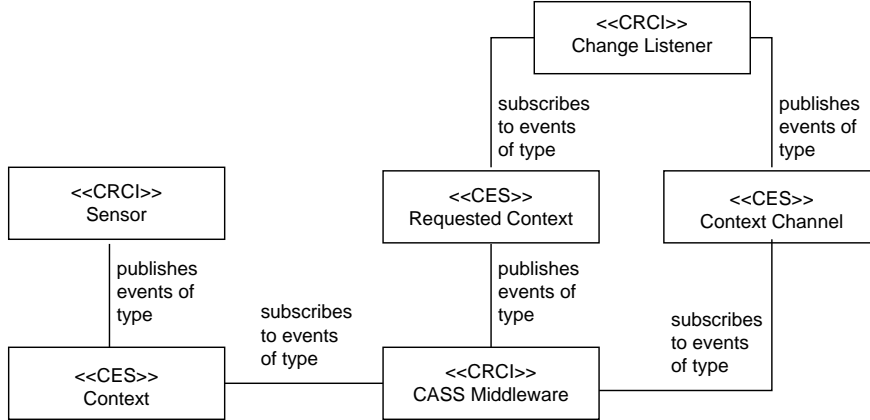 <<CRCI>>
Change Listener
subscribes
to events
of type
publishes
events of
type
<<CRCI>>
Sensor
<<CES>>
Requested Context
<<CES>>
Context Channel
publishes
events of
type
subscribes
to events
of type
publishes
events of
type
subscribes
to events
of type
<<CES>>
Context
<<CRCI>>
CASS Middleware